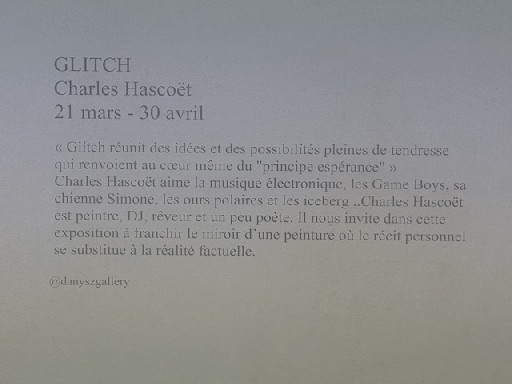 GLITCH
Charles Hascoët
21 mars - 30 avril
« Glitch réunit des idées et des possibilités pleines de tendresse
qui renvoient au cœur même du "principe espérance" »
Charles Hascoët aime la musique électronique, les Game Boys, sa
chienne Simone, les ours polaires et les iceberg ..Charles Hascoët
est peintre, DJ, rêveur et un peu poète. Il nous invite dans cette
exposition à franchir le miroir d'une peinture où le récit personnel
se substitue à la réalité factuelle.
@danyszgallery